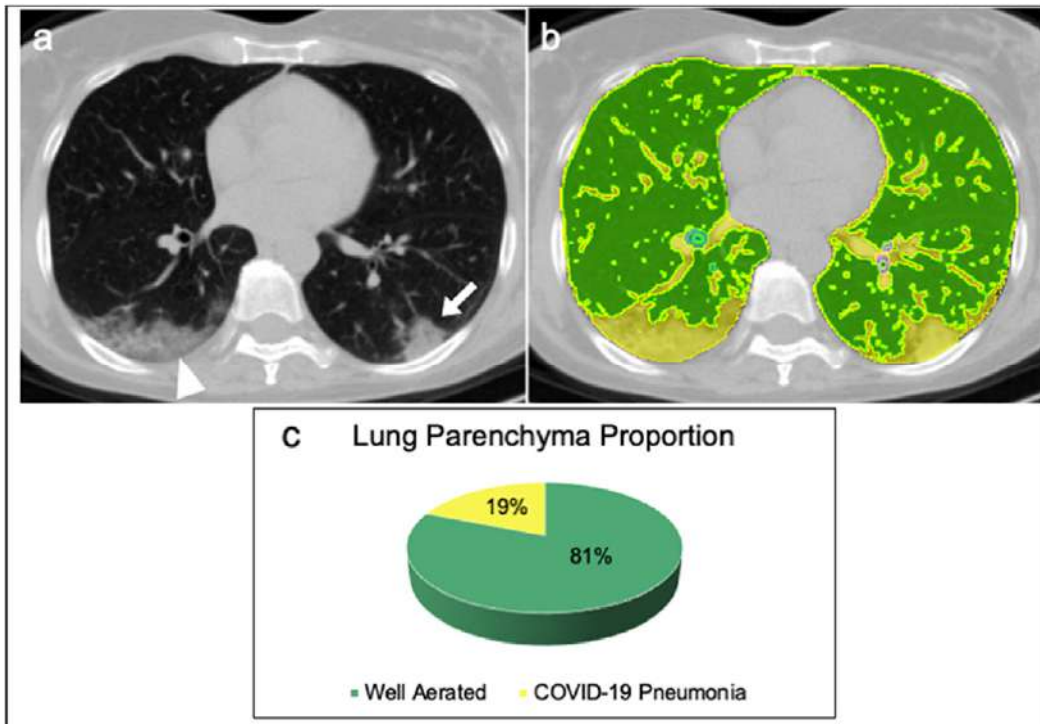 a
b
c Lung Parenchyma Proportion
19%
81%
Well Aerated COVID-19 Pneumonia